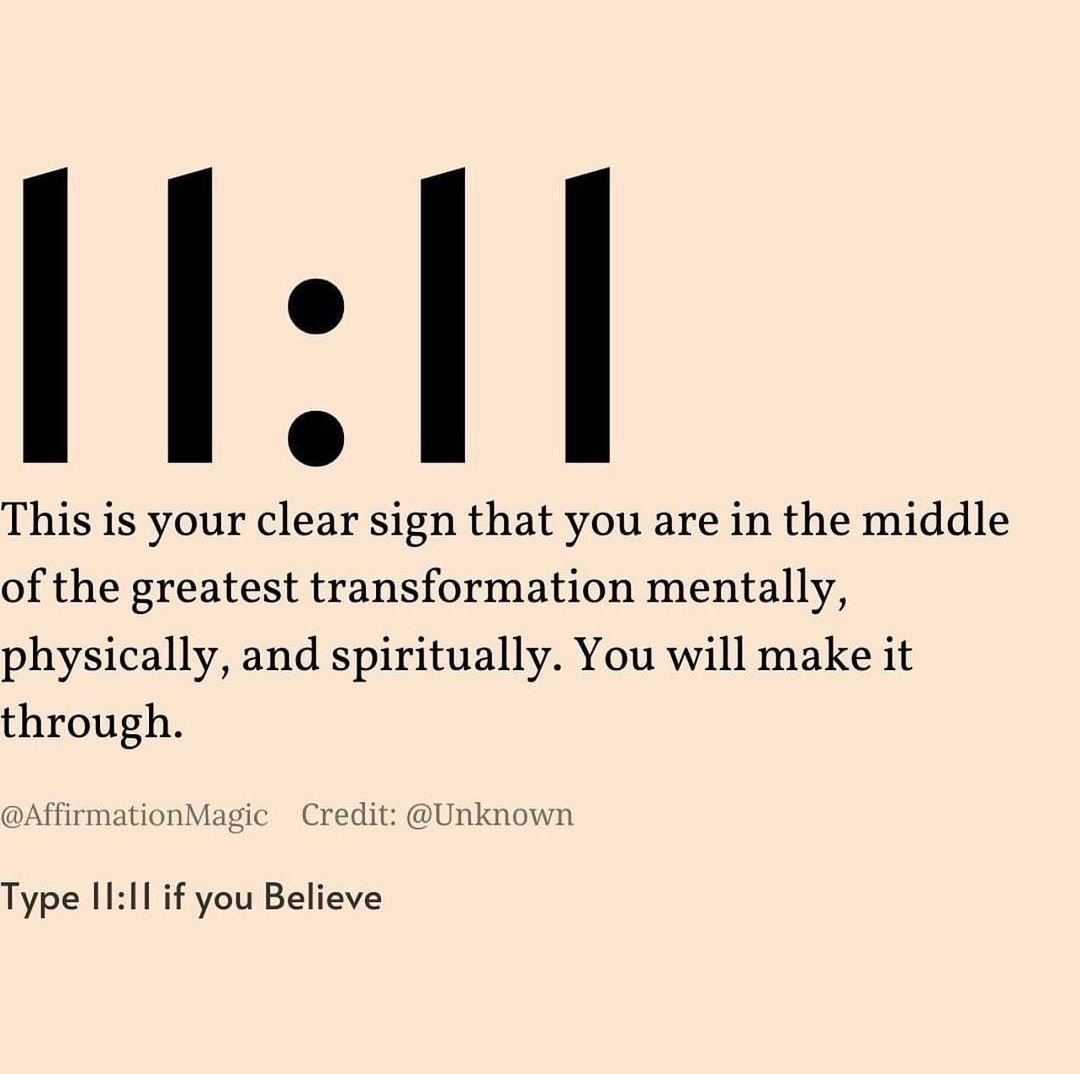 11:11
This is your clear sign that you are in the middle
of the greatest transformation mentally,
physically, and spiritually. You will make it
through.
@AffirmationMagic Credit: @Unknown
Type 11:11 if you Believe